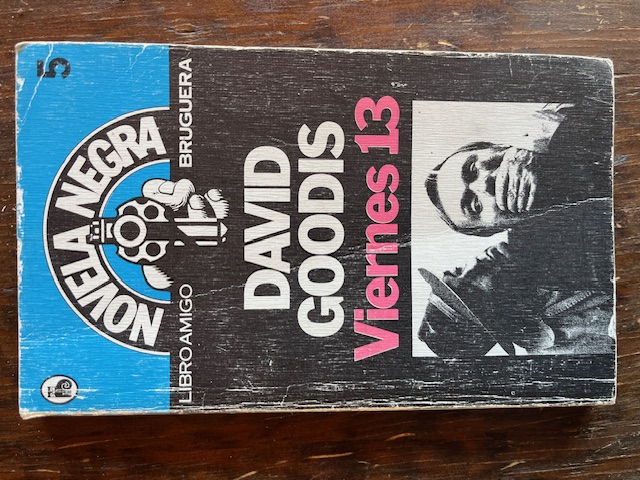 5
NOVELA NEGRA
LIBRO AMIGO BRUGUERA
DAVID
GOODIS
Viernes 13